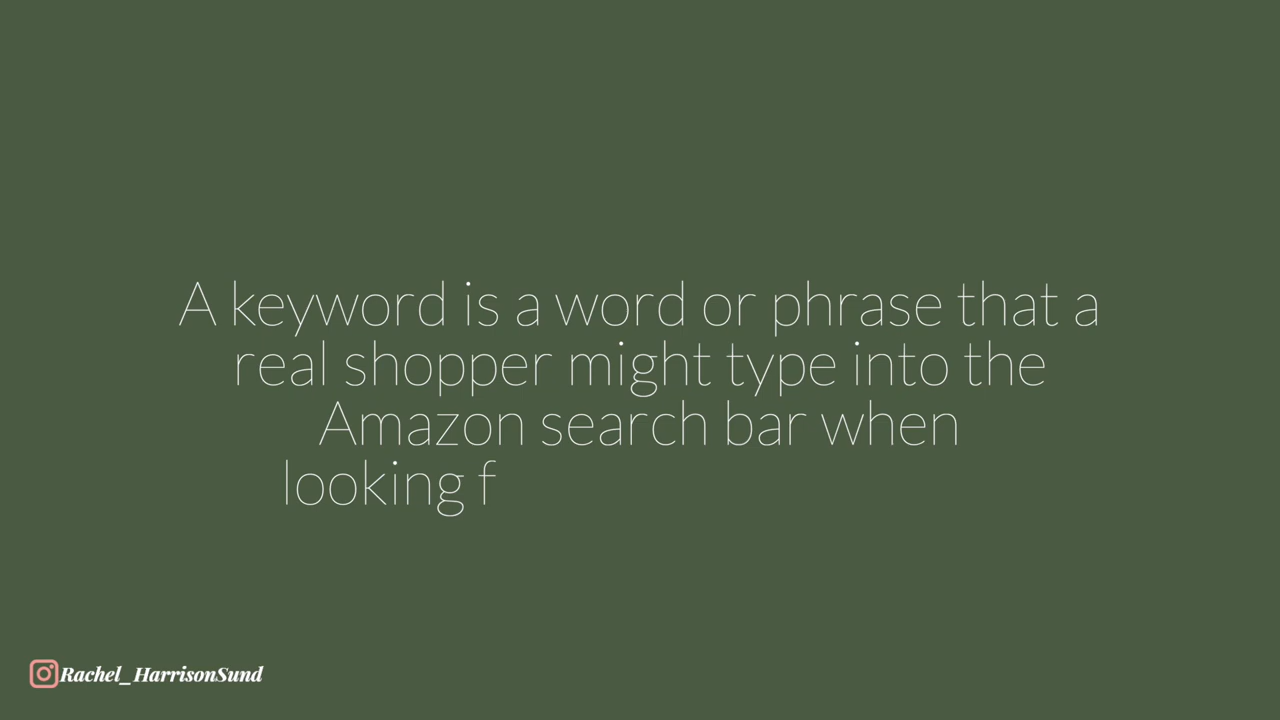 A keyword is a word or phrase that a
real shopper might type into the
Amazon search bar when
looking f
Rachel_HarrisonSund